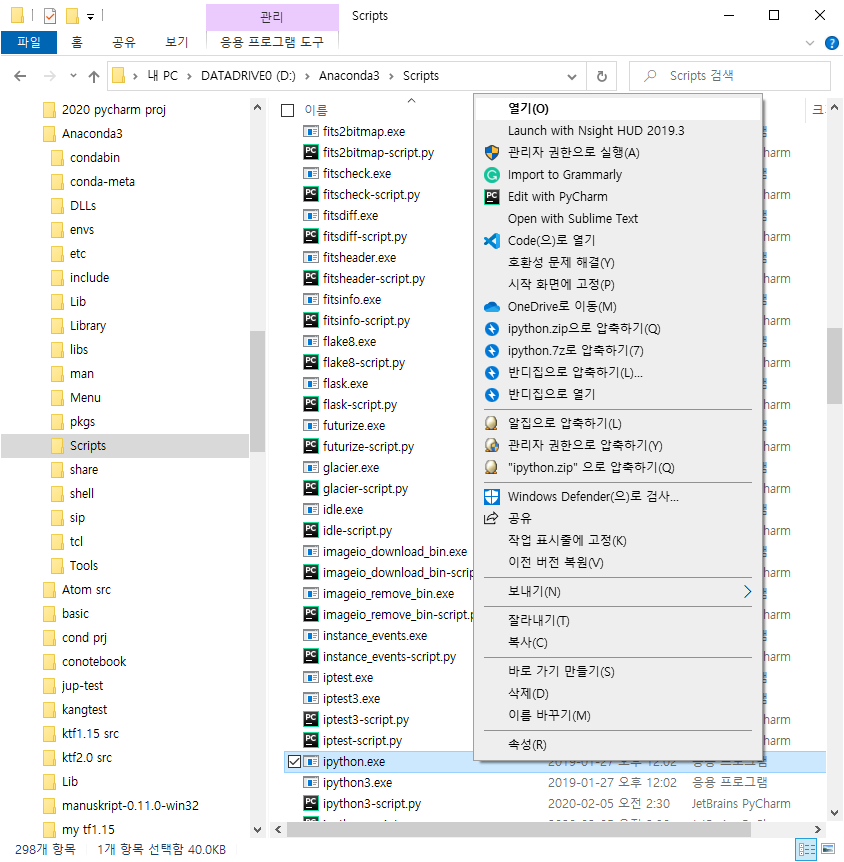 관리
Scripts
파일
홈
공유
보기
응용 프로그램 도구
내 PC
DATADRIVE0 (D:)
Anaconda3
Scripts
Scripts 검색
2020 pycharm proj
Anaconda3
condabin
conda-meta
DLLs
envs
etc
include
Lib
Library
libs
man
Menu
pkgs
Scripts
share
shell
sip
tcl
Tools
Atom src
basic
cond prj
conotebook
jup-test
kangtest
ktf1.15 src
ktf2.0 src
Lib
manuskript-0.11.0-win32
my tf1.15
이름
크
fits2bitmap.exe
fits2bitmap-script.py
fitscheck.exe
fitscheck-script.py
fitsdiff.exe
fitsdiff-script.py
fitsheader.exe
fitsheader-script.py
fitsinfo.exe
fitsinfo-script.py
flake8.exe
flake8-script.py
flask.exe
flask-script.py
futurize.exe
futurize-script.py
glacier.exe
glacier-script.py
idle.exe
idle-script.py
imageio_download_bin.exe
imageio_download_bin-scrip
imageio_remove_bin.exe
imageio_remove_bin-script.p
instance_events.exe
instance_events-script.py
iptest.exe
iptest3.exe
iptest3-script.py
iptest-script.py
ipython.exe 2019-01-27 오후 12:02 응용 프로그램
ipython3.exe 2019-01-27 오후 12:02 응용 프로그램
ipython3-script.py 2020-02-05 오전 2:30 JetBrains PyCharm
열기(O)
Launch with Nsight HUD 2019.3
관리자 권한으로 실행(A)
Import to Grammarly
Edit with PyCharm
Open with Sublime Text
Code(으)로 열기
호환성 문제 해결(Y)
시작 화면에 고정(P)
OneDrive로 이동(M)
ipython.zip으로 압축하기(Q)
ipython.7z로 압축하기(7)
반디집으로 압축하기(L)...
반디집으로 열기
알집으로 압축하기(L)
관리자 권한으로 압축하기(Y)
"ipython.zip" 으로 압축하기(Q)
Windows Defender(으)로 검사...
공유
작업 표시줄에 고정(K)
이전 버전 복원(V)
보내기(N)
잘라내기(T)
복사(C)
바로 가기 만들기(S)
삭제(D)
이름 바꾸기(M)
속성(R)
298개 항목
1개 항목 선택함 40.0KB